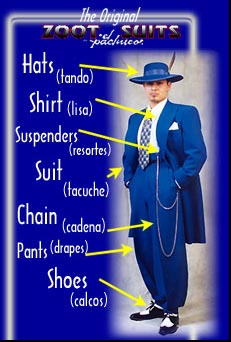 The Original
ZOOT SUITS
el pachuco
Hats
(tando)
Shirt (lisa)
Suspenders
(resortes)
Suit
(tacuche)
Chain (cadena)
Pants (drapes)
Shoes
(calcos)